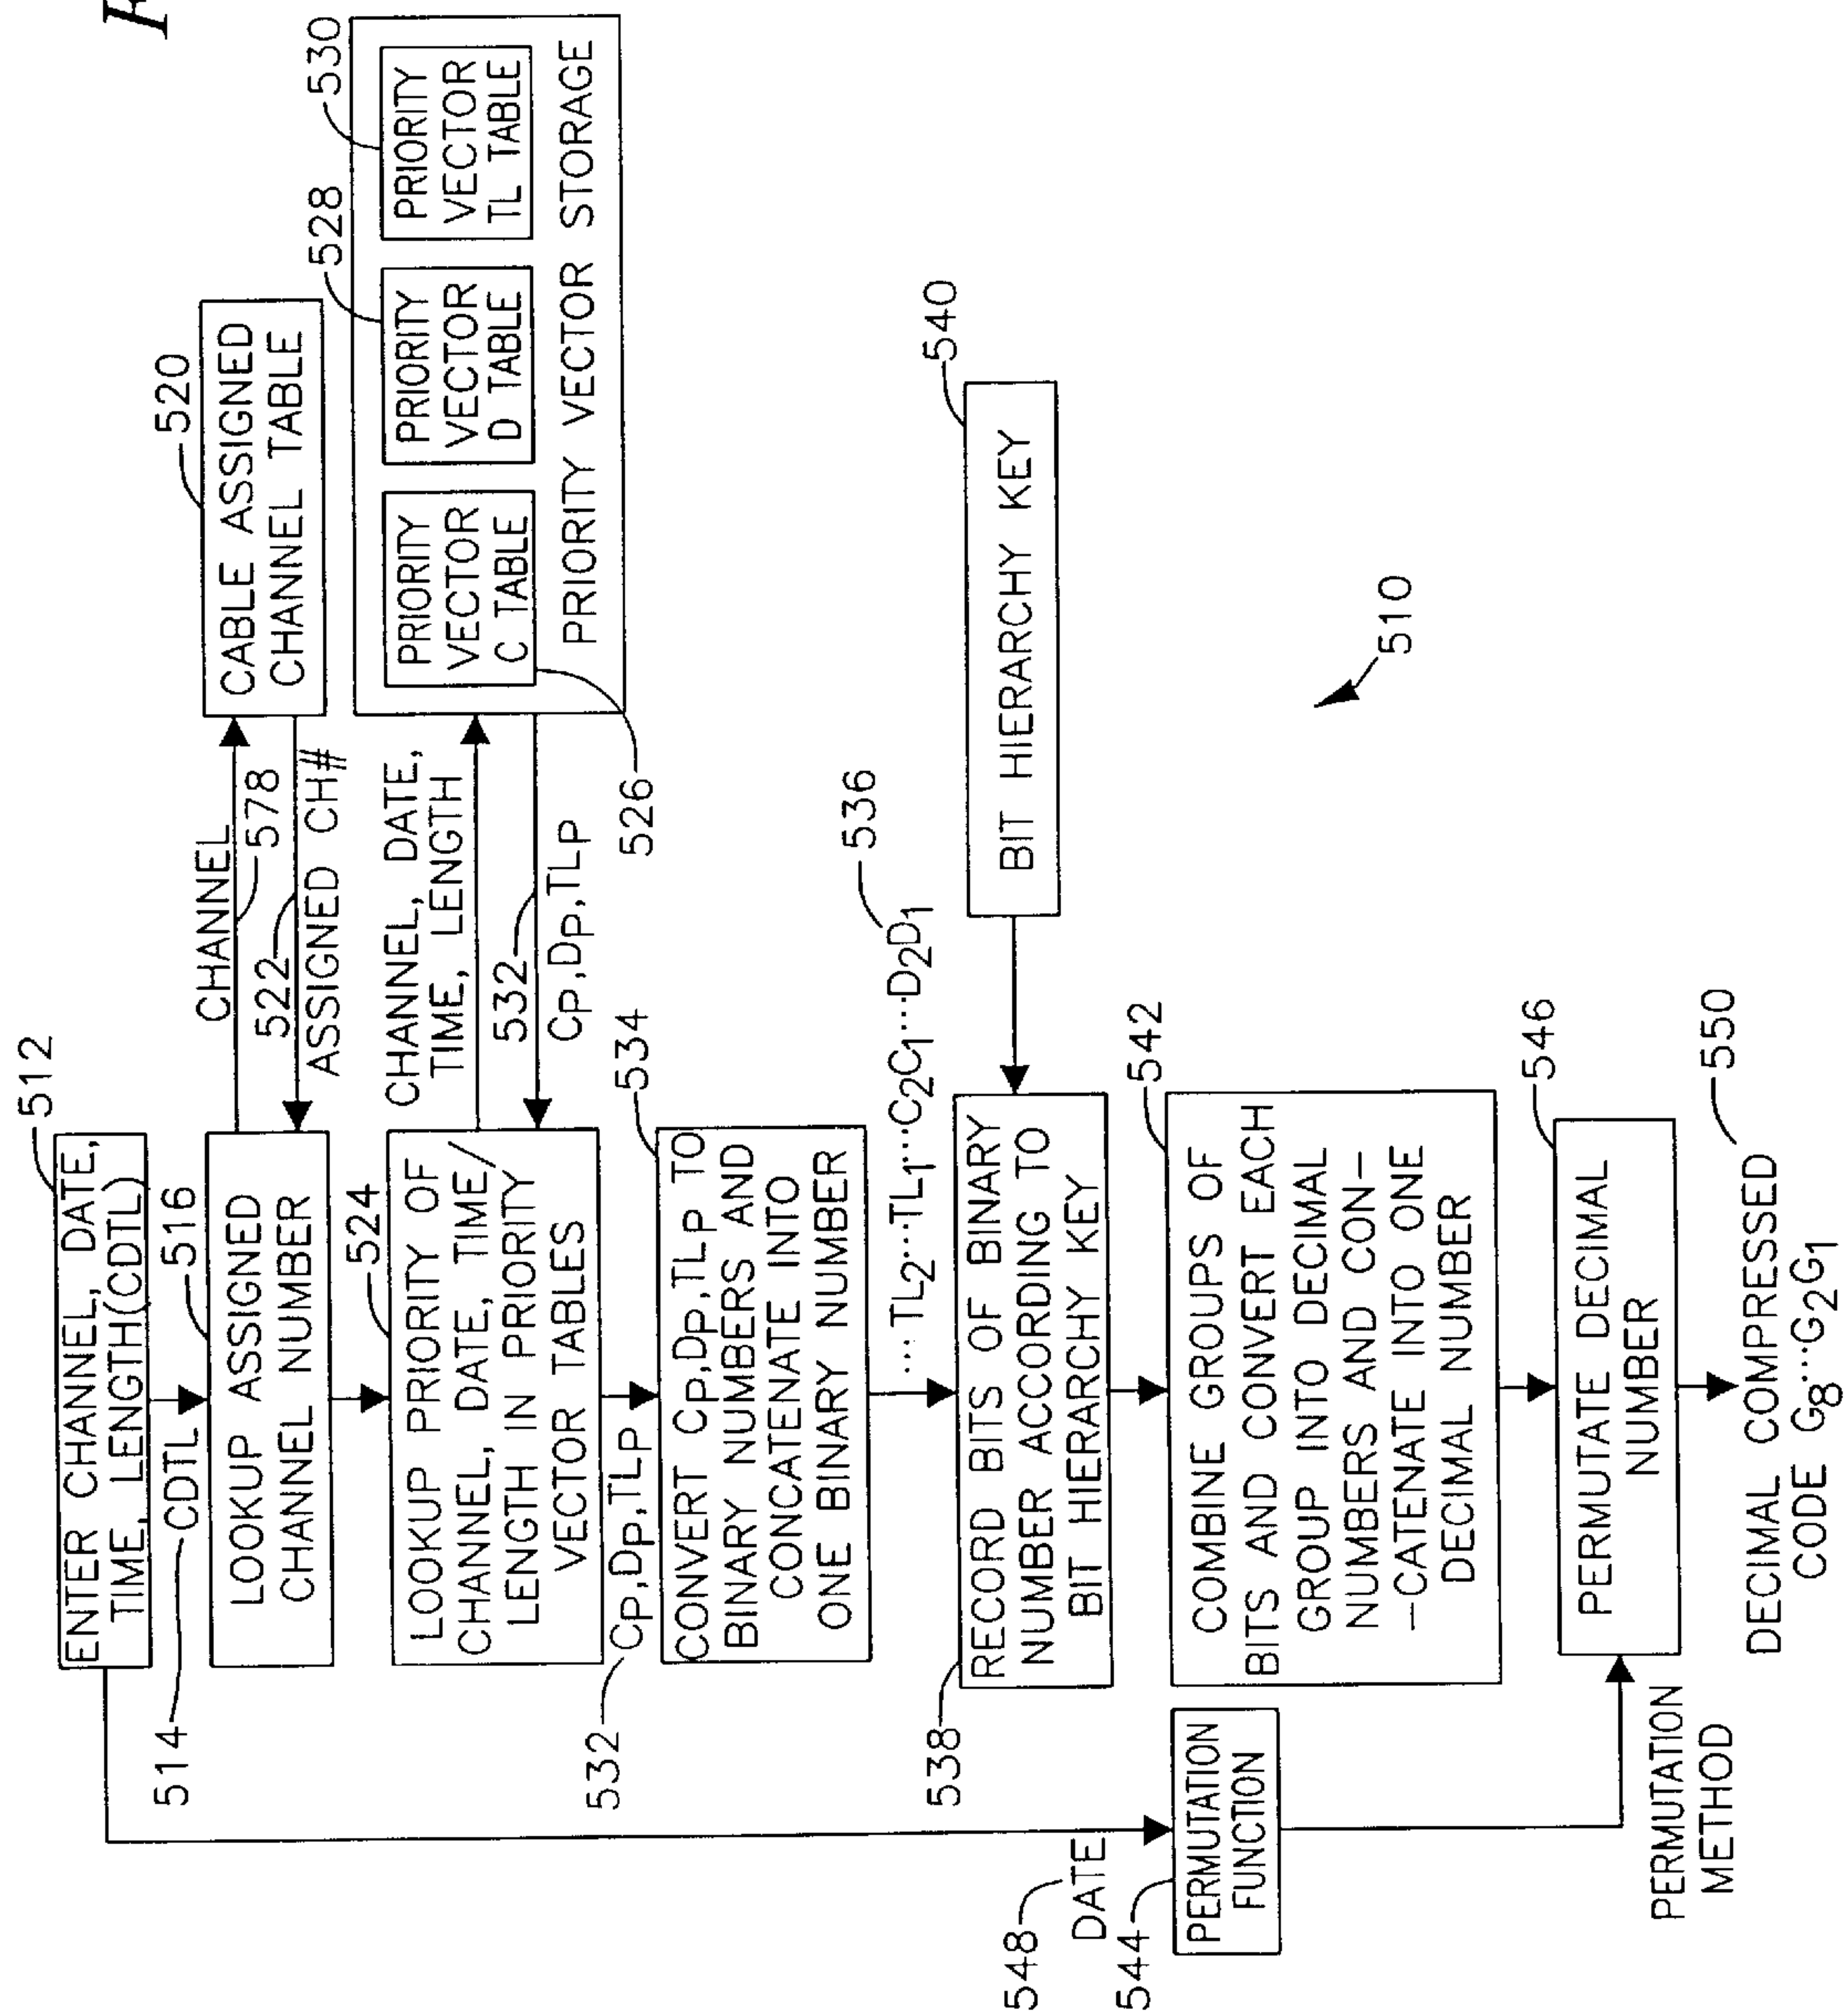 512
ENTER CHANNEL, DATE,
TIME, LENGTH(CDTL)
514
CDTL
516
LOOKUP ASSIGNED
CHANNEL NUMBER
CHANNEL
578
522
ASSIGNED CH#
520
CABLE ASSIGNED
CHANNEL TABLE
524
LOOKUP PRIORITY OF
CHANNEL, DATE, TIME/
LENGTH IN PRIORITY
VECTOR TABLES
CHANNEL, DATE,
TIME, LENGTH
532
Cp,Dp,TLp
526
PRIORITY
VECTOR
C TABLE
528
PRIORITY
VECTOR
D TABLE
530
PRIORITY
VECTOR
TL TABLE
PRIORITY VECTOR STORAGE
532
Cp,Dp,TLp
534
CONVERT Cp,Dp,TLp TO
BINARY NUMBERS AND
CONCATENATE INTO
ONE BINARY NUMBER
····TL2···TL1···C2C1···D2D1
536
538
RECORD BITS OF BINARY
NUMBER ACCORDING TO
BIT HIERARCHY KEY
540
BIT HIERARCHY KEY
542
COMBINE GROUPS OF
BITS AND CONVERT EACH
GROUP INTO DECIMAL
NUMBERS AND CON-
-CATENATE INTO ONE
DECIMAL NUMBER
510
548
DATE
544
PERMUTATION
FUNCTION
546
PERMUTATE DECIMAL
NUMBER
PERMUTATION
METHOD
DECIMAL COMPRESSED
CODE G8···G2G1
550